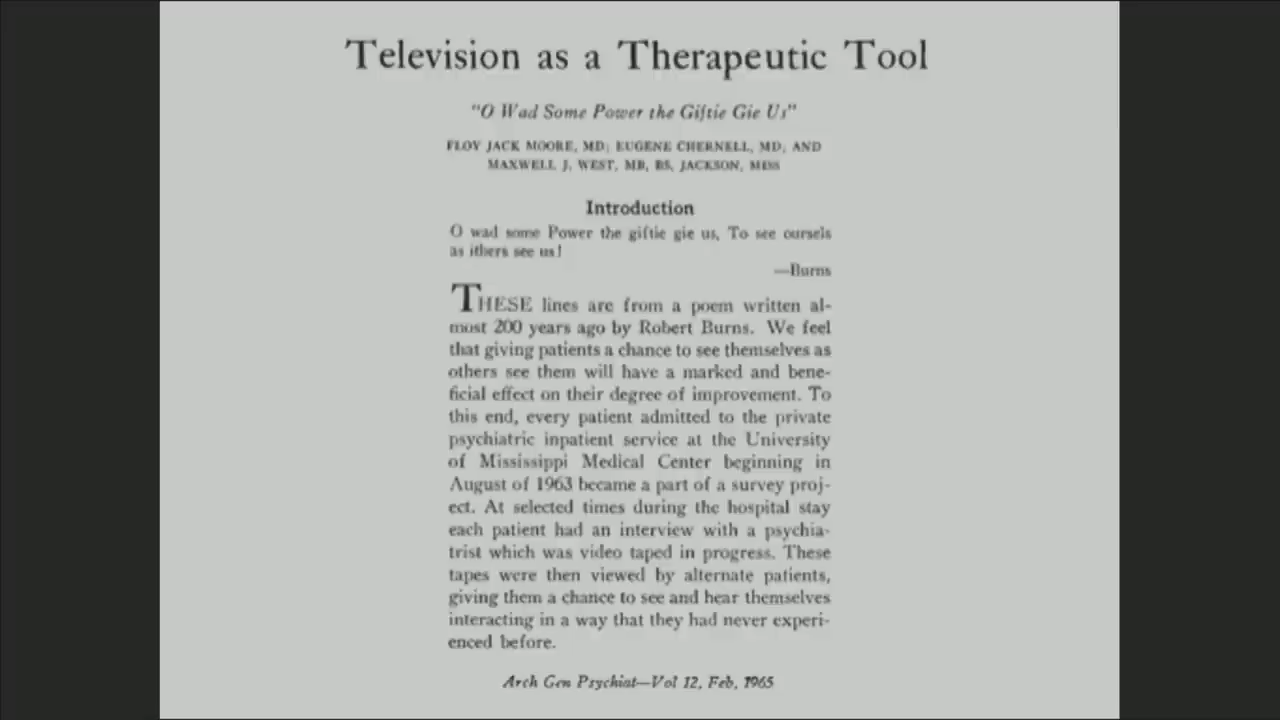 Television as a Therapeutic Tool
"O Wad Some Power the Giftie Gie Us"
FLOY JACK MOORE, MD; EUGENE CHERNELL, MD, AND
MAXWELL J. WEST, MB, BS, JACKSON, MISS
Introduction
O wad some Power the giftie gie us, To see oursels
as ithers see us!
—Burns
THESE lines are from a poem written al-
most 200 years ago by Robert Burns. We feel
that giving patients a chance to see themselves as
others see them will have a marked and bene-
ficial effect on their degree of improvement. To
this end, every patient admitted to the private
psychiatric inpatient service at the University
of Mississippi Medical Center beginning in
August of 1963 became a part of a survey proj-
ect. At selected times during the hospital stay
each patient had an interview with a psychia-
trist which was video taped in progress. These
tapes were then viewed by alternate patients,
giving them a chance to see and hear themselves
interacting in a way that they had never experi-
enced before.
Arch Gen Psychiat—Vol 12, Feb, 1965